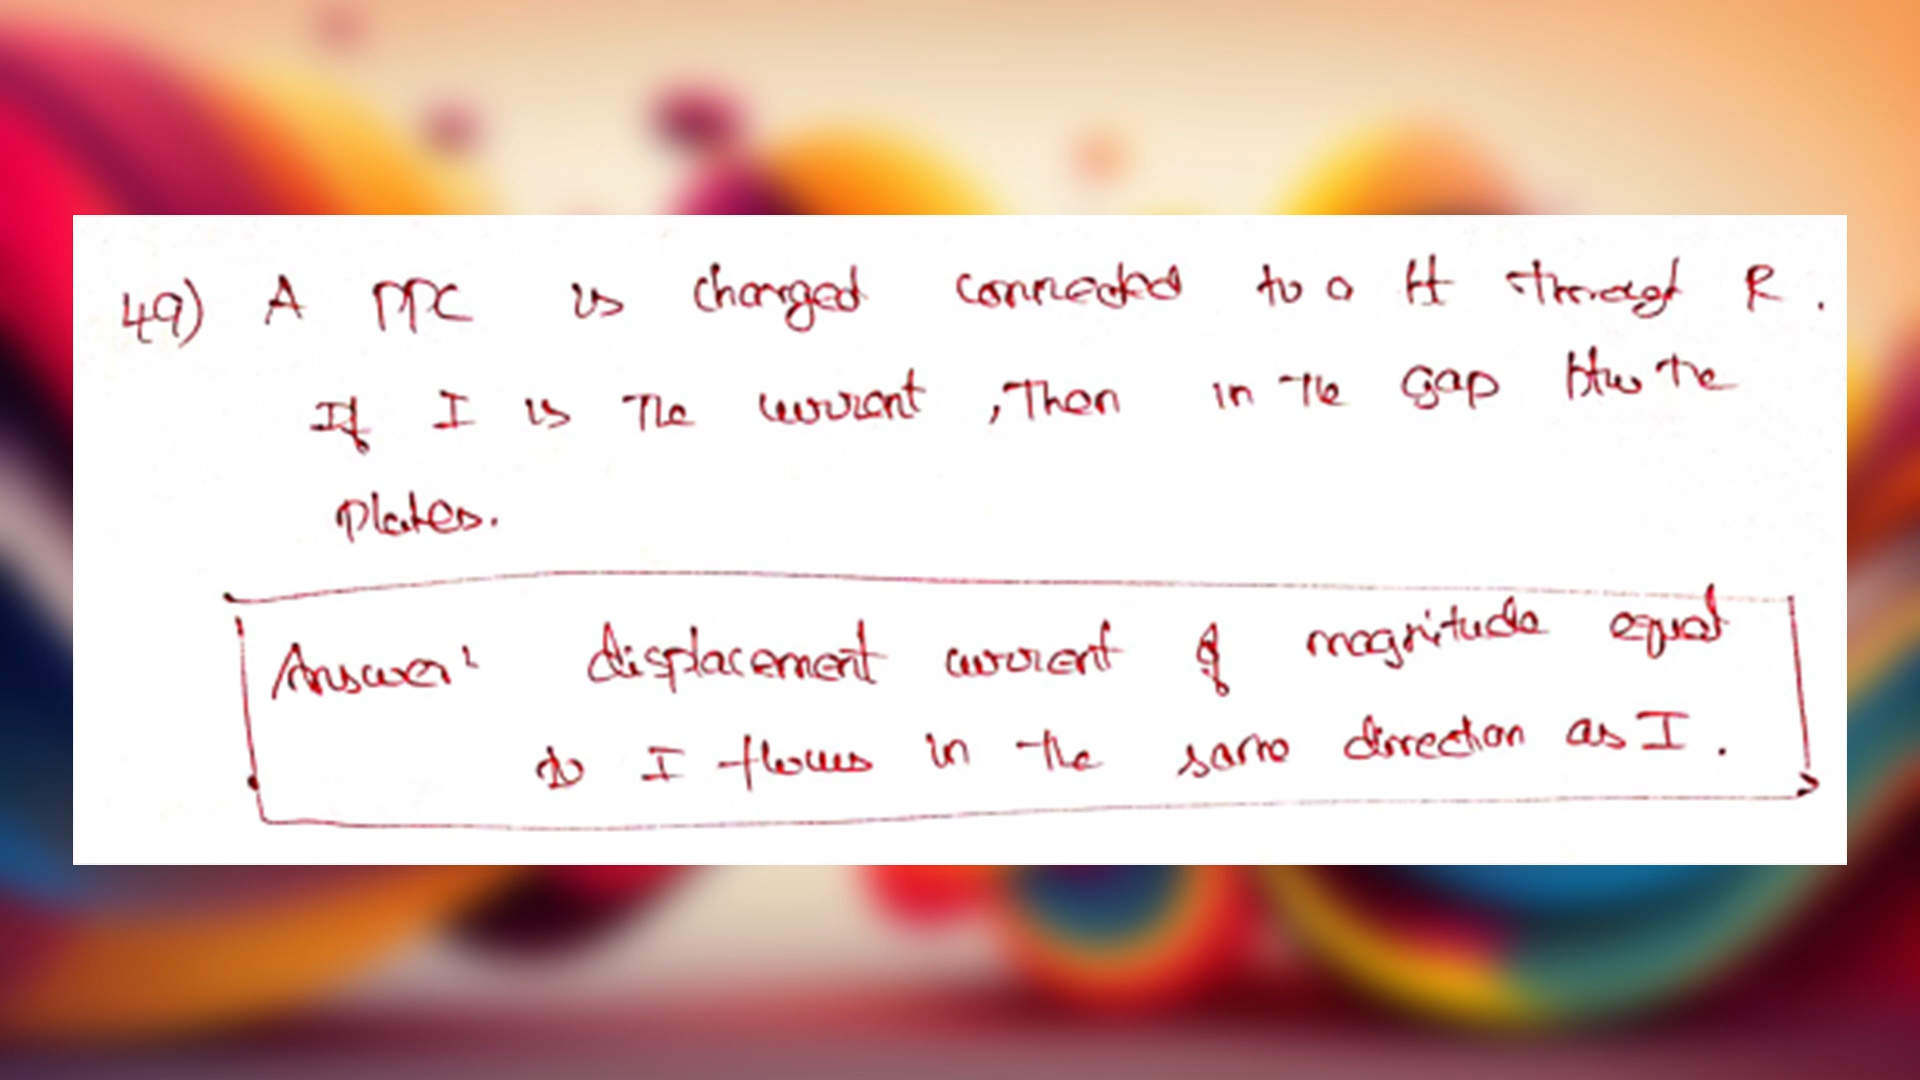 49) A PPC is charged connected to a through R.
If I is The current, Then in The gap btw the
plates.
Answer: displacement current of magnitude equal
to I flows in the same direction as I.